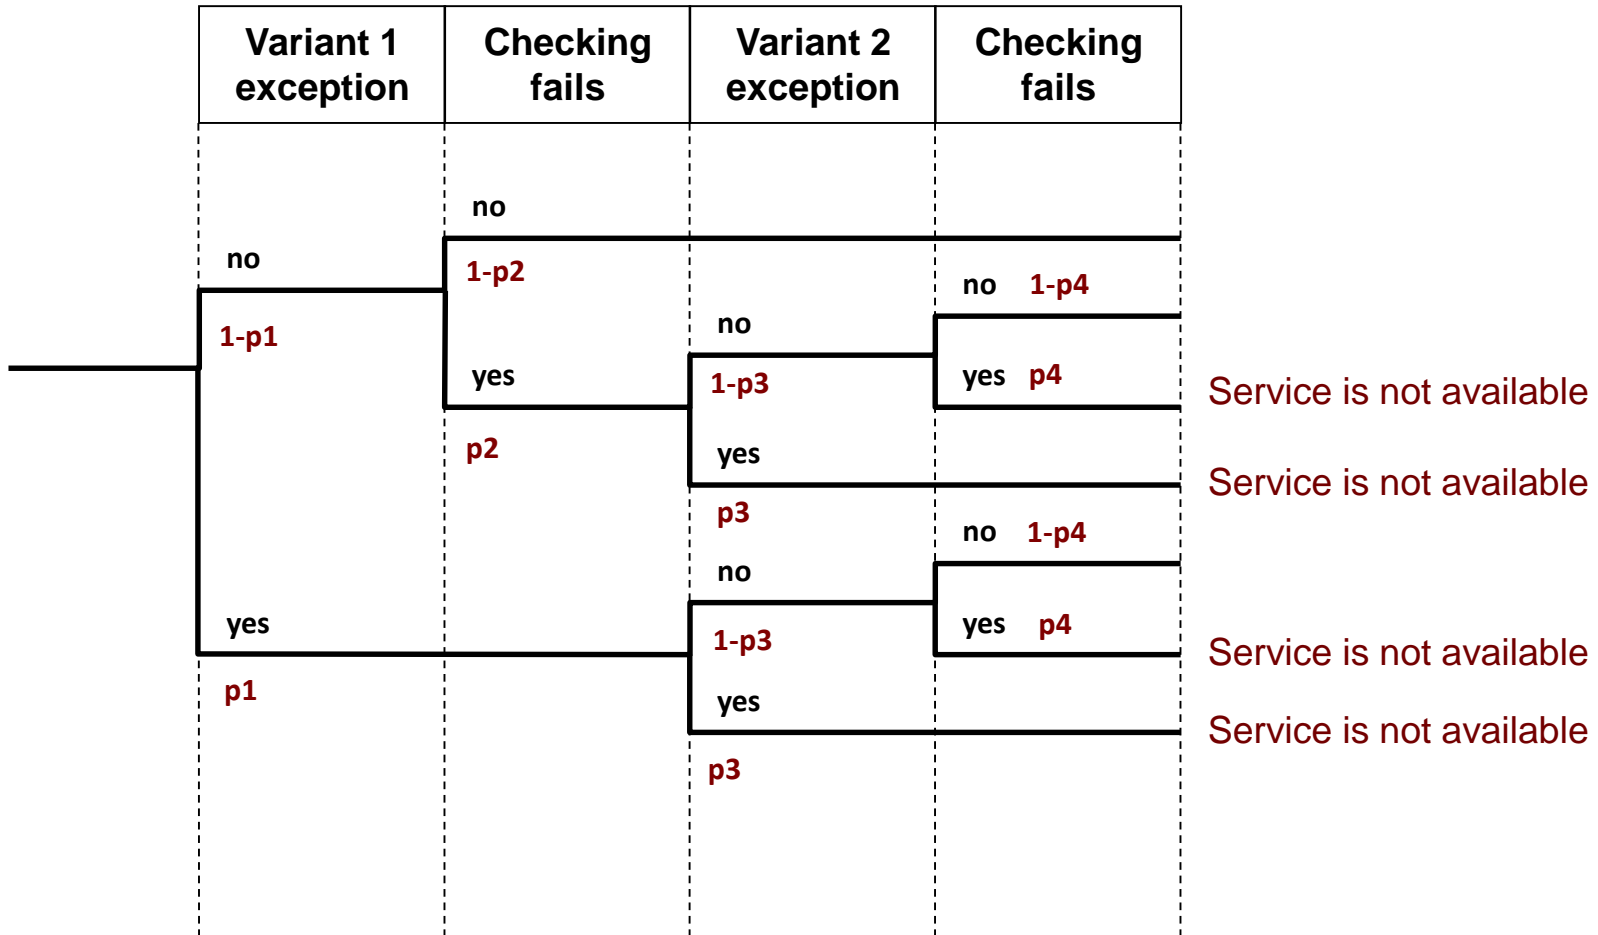 Variant 1
exception
Checking
fails
Variant 2
exception
Checking
fails
no
no
1-p2
no 1-p4
1-p1
no
yes
1-p3
yes p4
Service is not available
p2
yes
Service is not available
p3
no 1-p4
no
yes
1-p3
yes p4
Service is not available
p1
yes
Service is not available
p3